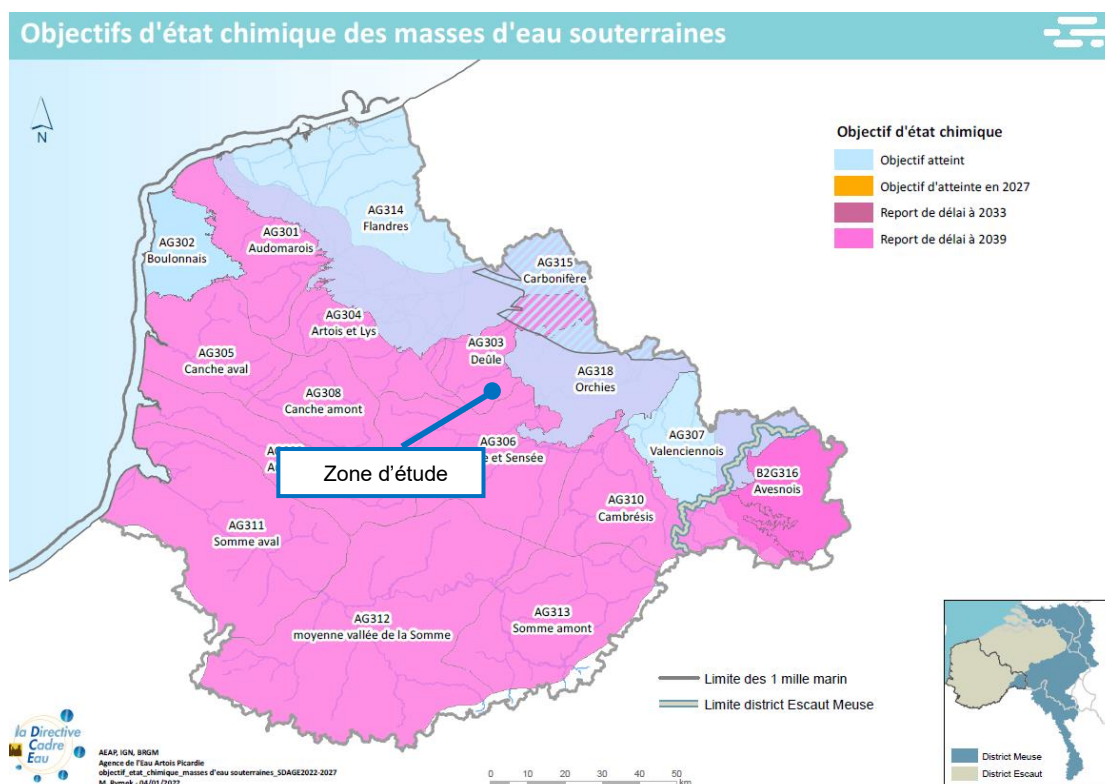 Objectifs d'état chimique des masses d'eau souterraines
N
Objectif d'état chimique
Objectif atteint
Objectif d'atteinte en 2027
Report de délai à 2033
Report de délai à 2039
AG314
Flandres
AG301
Audomarois
AG302
Boulonnais
AG315
Carbonifère
AG304
Artois et Lys
AG303
Deûle
AG305
Canche aval
AG318
Orchies
AG308
Canche amont
AG306
et Sensée
AG307
Valenciennois
Zone d'étude
B2G316
Avesnois
AG310
Cambrésis
AG311
Somme aval
AG312
moyenne vallée de la Somme
AG313
Somme amont
Limite des 1 mille marin
Limite district Escaut Meuse
District Meuse
District Escaut
la Directive
Cadre
Eau
AEAP, IGN, BRGM
Agence de l'Eau Artois Picardie
objectif_etat_chimique_masses d'eau souterraines_SDAGE2022-2027
04/01/2022
0 10 20 30 40 50
km